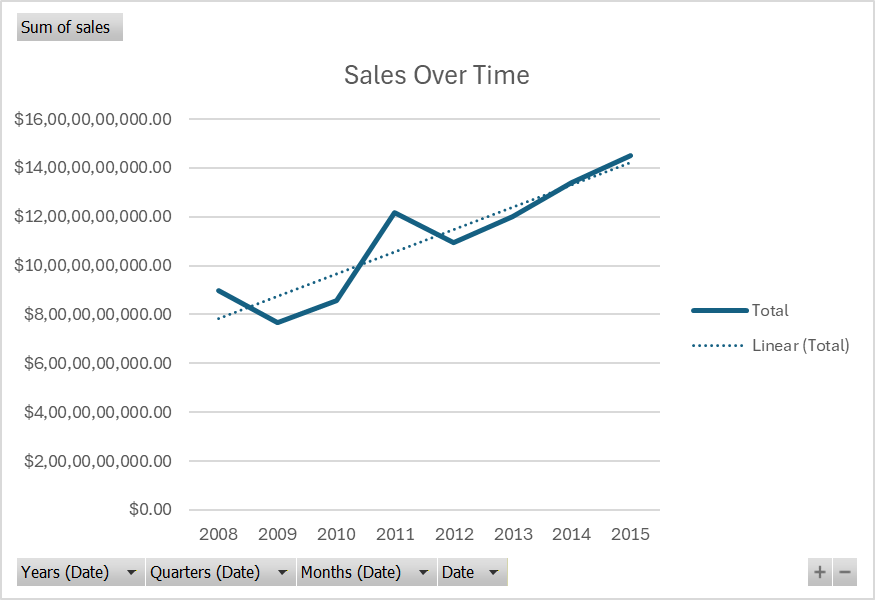 Sum of sales
Sales Over Time
$16,00,00,00,000.00
$14,00,00,00,000.00
$12,00,00,00,000.00
$10,00,00,00,000.00
$8,00,00,00,000.00
$6,00,00,00,000.00
$4,00,00,00,000.00
$2,00,00,00,000.00
$0.00
2008 2009 2010 2011 2012 2013 2014 2015
Total
Linear (Total)
Years (Date) Quarters (Date) Months (Date) Date
+ −